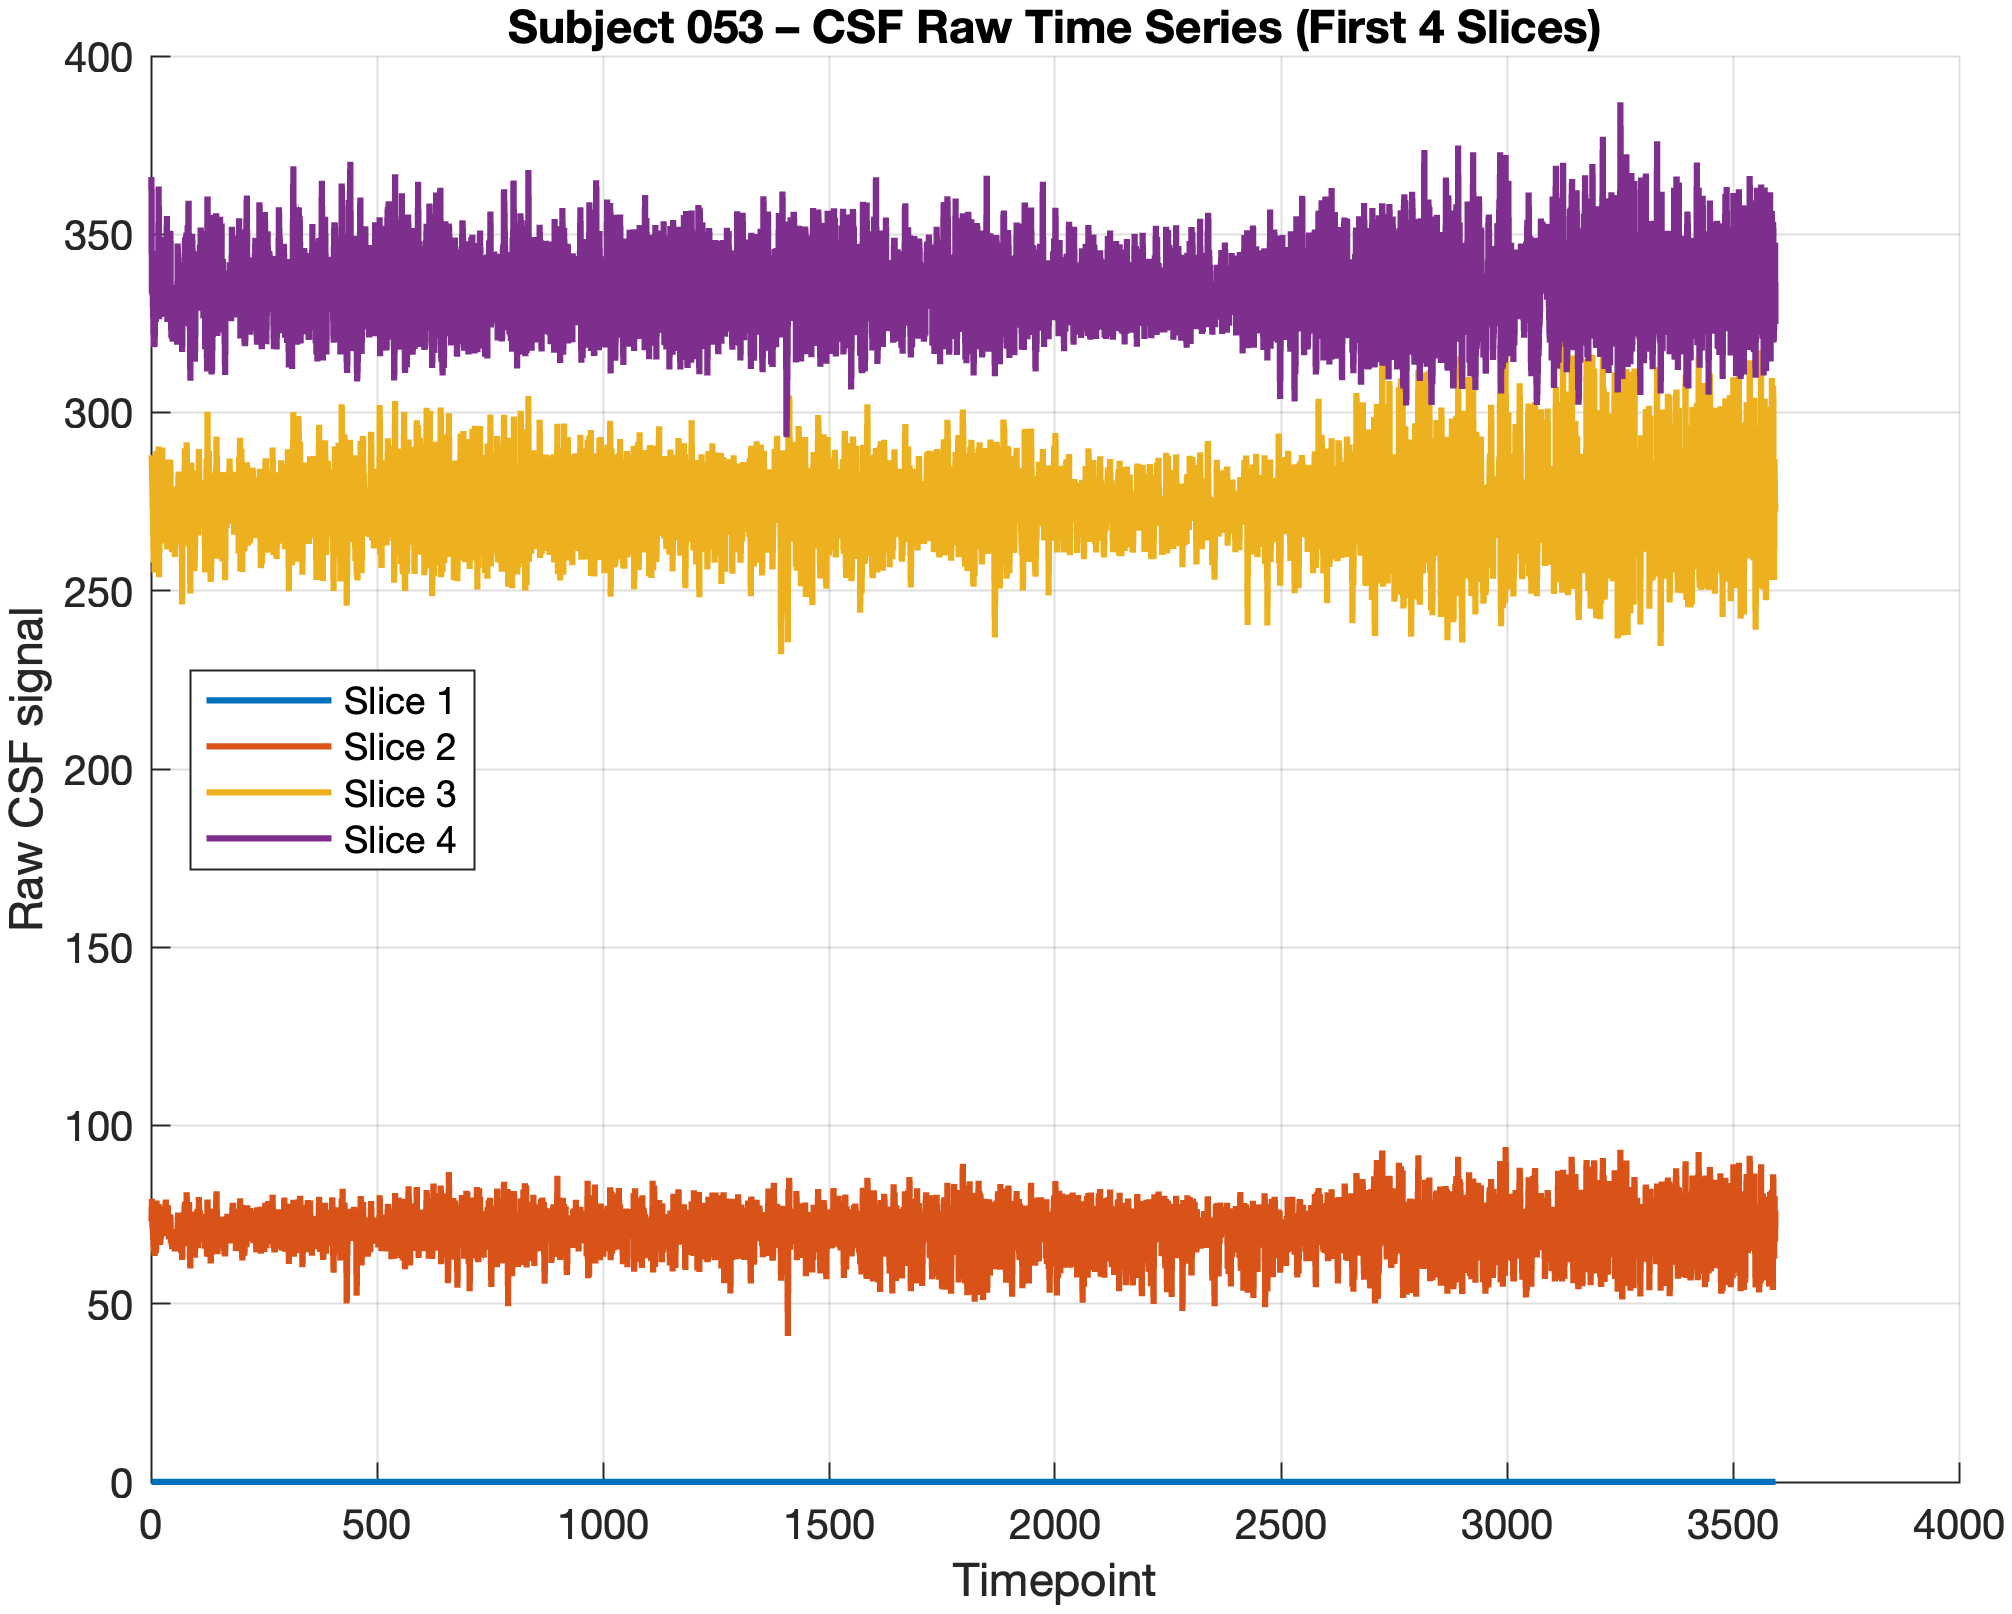 Subject 053 – CSF Raw Time Series (First 4 Slices)
400
350
300
250
200
150
100
50
0
Raw CSF signal
Slice 1
Slice 2
Slice 3
Slice 4
0 500 1000 1500 2000 2500 3000 3500 4000
Timepoint